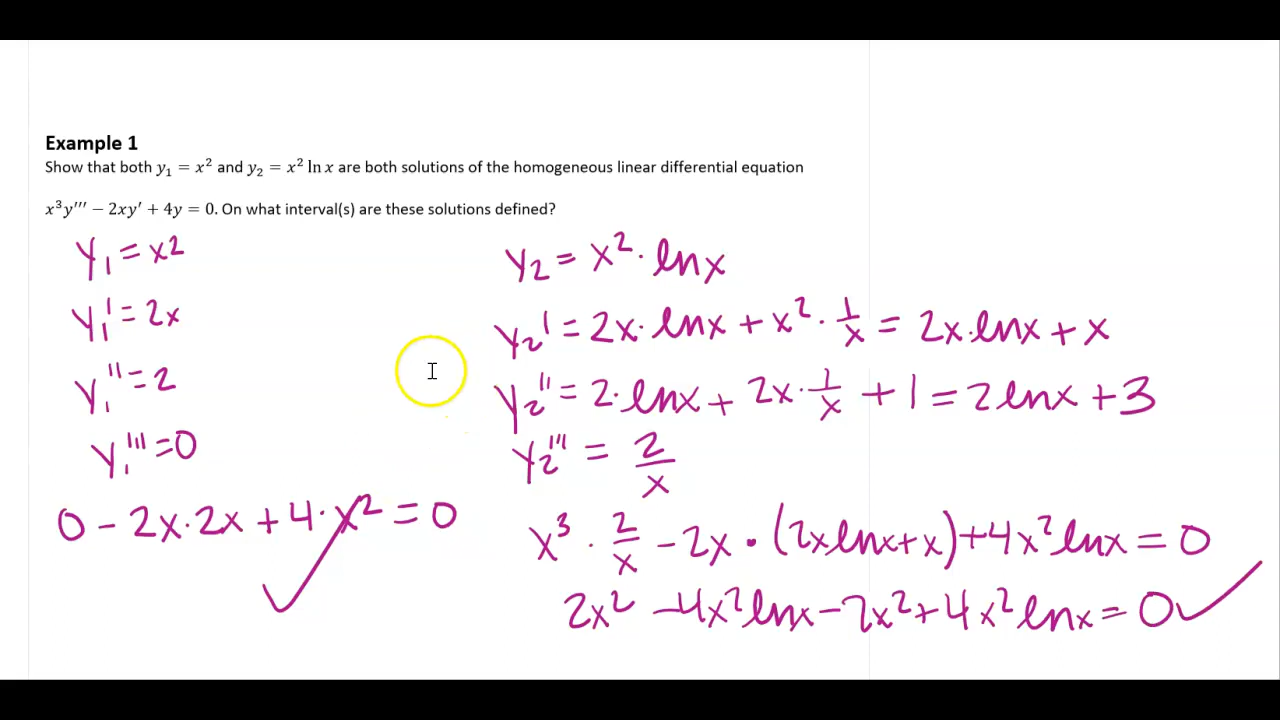 Example 1
Show that both y₁ = x² and y₂ = x² ln x are both solutions of the homogeneous linear differential equation
x³y′′′ − 2xy′ + 4y = 0. On what interval(s) are these solutions defined?
y₁ = x²
y₁' = 2x
y₁'' = 2
y₁''' = 0
0 − 2x·2x + 4·x² = 0 ✓
y₂ = x²·lnx
y₂' = 2x·lnx + x²·1/x = 2x·lnx + x
y₂'' = 2·lnx + 2x·1/x + 1 = 2lnx + 3
y₂''' = 2/x
x³·2/x − 2x•(2xlnx+x)+4x²lnx = 0
2x² −4x²lnx−2x²+4x²lnx = 0 ✓